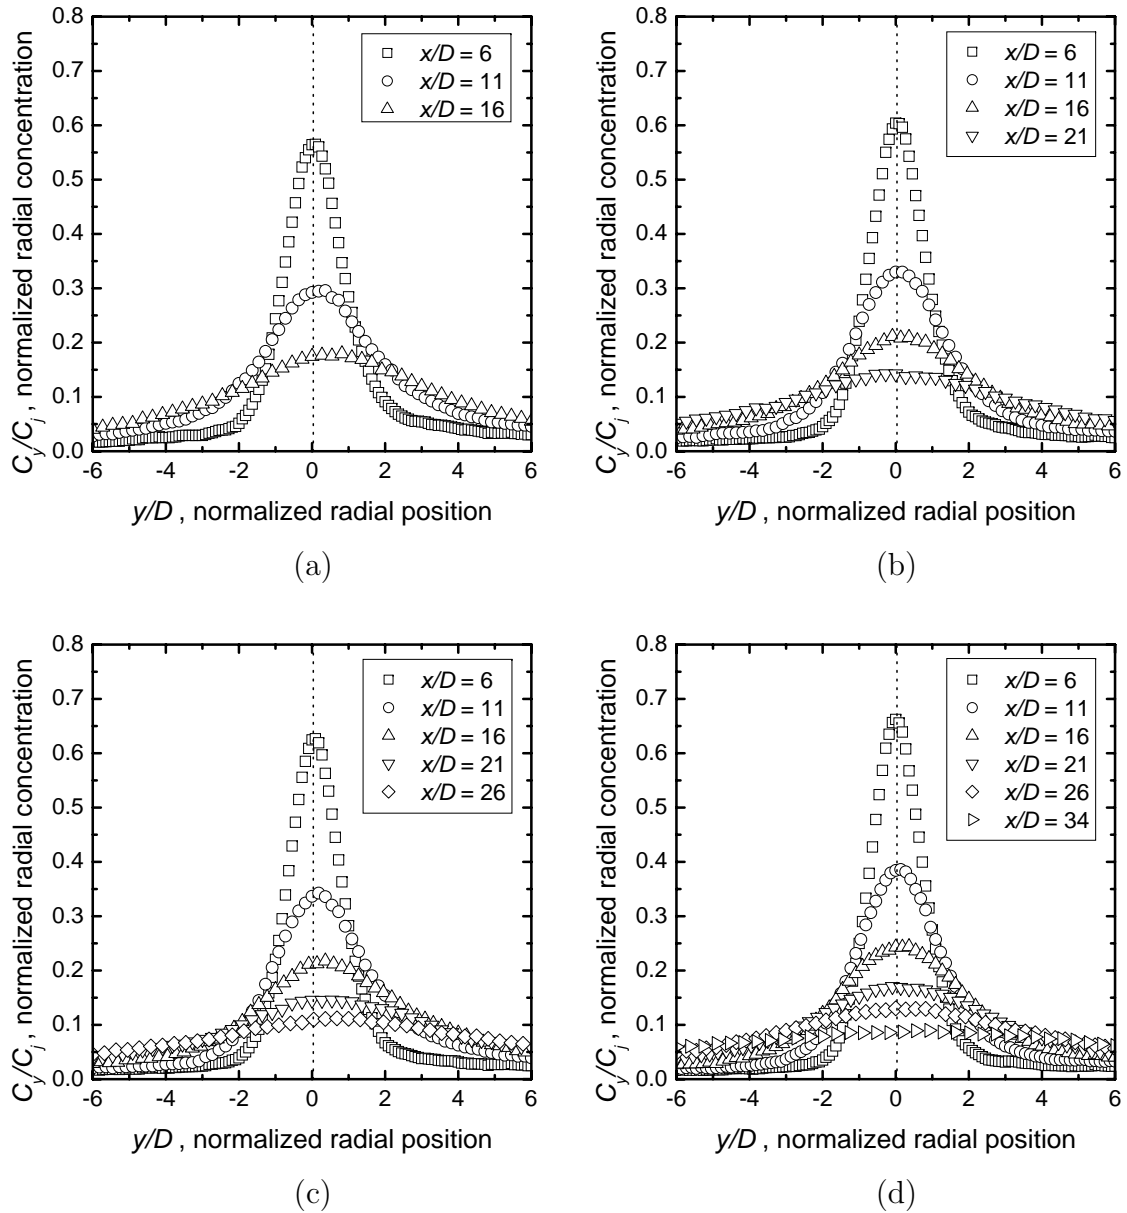 0.8
0.7
0.6
0.5
0.4
0.3
0.2
0.1
0.0
-6 -4 -2 0 2 4 6
C_y/C_j , normalized radial concentration
y/D , normalized radial position
x/D = 6
x/D = 11
x/D = 16
(a)
0.8
0.7
0.6
0.5
0.4
0.3
0.2
0.1
0.0
-6 -4 -2 0 2 4 6
C_y/C_j , normalized radial concentration
y/D , normalized radial position
x/D = 6
x/D = 11
x/D = 16
x/D = 21
(b)
0.8
0.7
0.6
0.5
0.4
0.3
0.2
0.1
0.0
-6 -4 -2 0 2 4 6
C_y/C_j , normalized radial concentration
y/D , normalized radial position
x/D = 6
x/D = 11
x/D = 16
x/D = 21
x/D = 26
(c)
0.8
0.7
0.6
0.5
0.4
0.3
0.2
0.1
0.0
-6 -4 -2 0 2 4 6
C_y/C_j , normalized radial concentration
y/D , normalized radial position
x/D = 6
x/D = 11
x/D = 16
x/D = 21
x/D = 26
x/D = 34
(d)